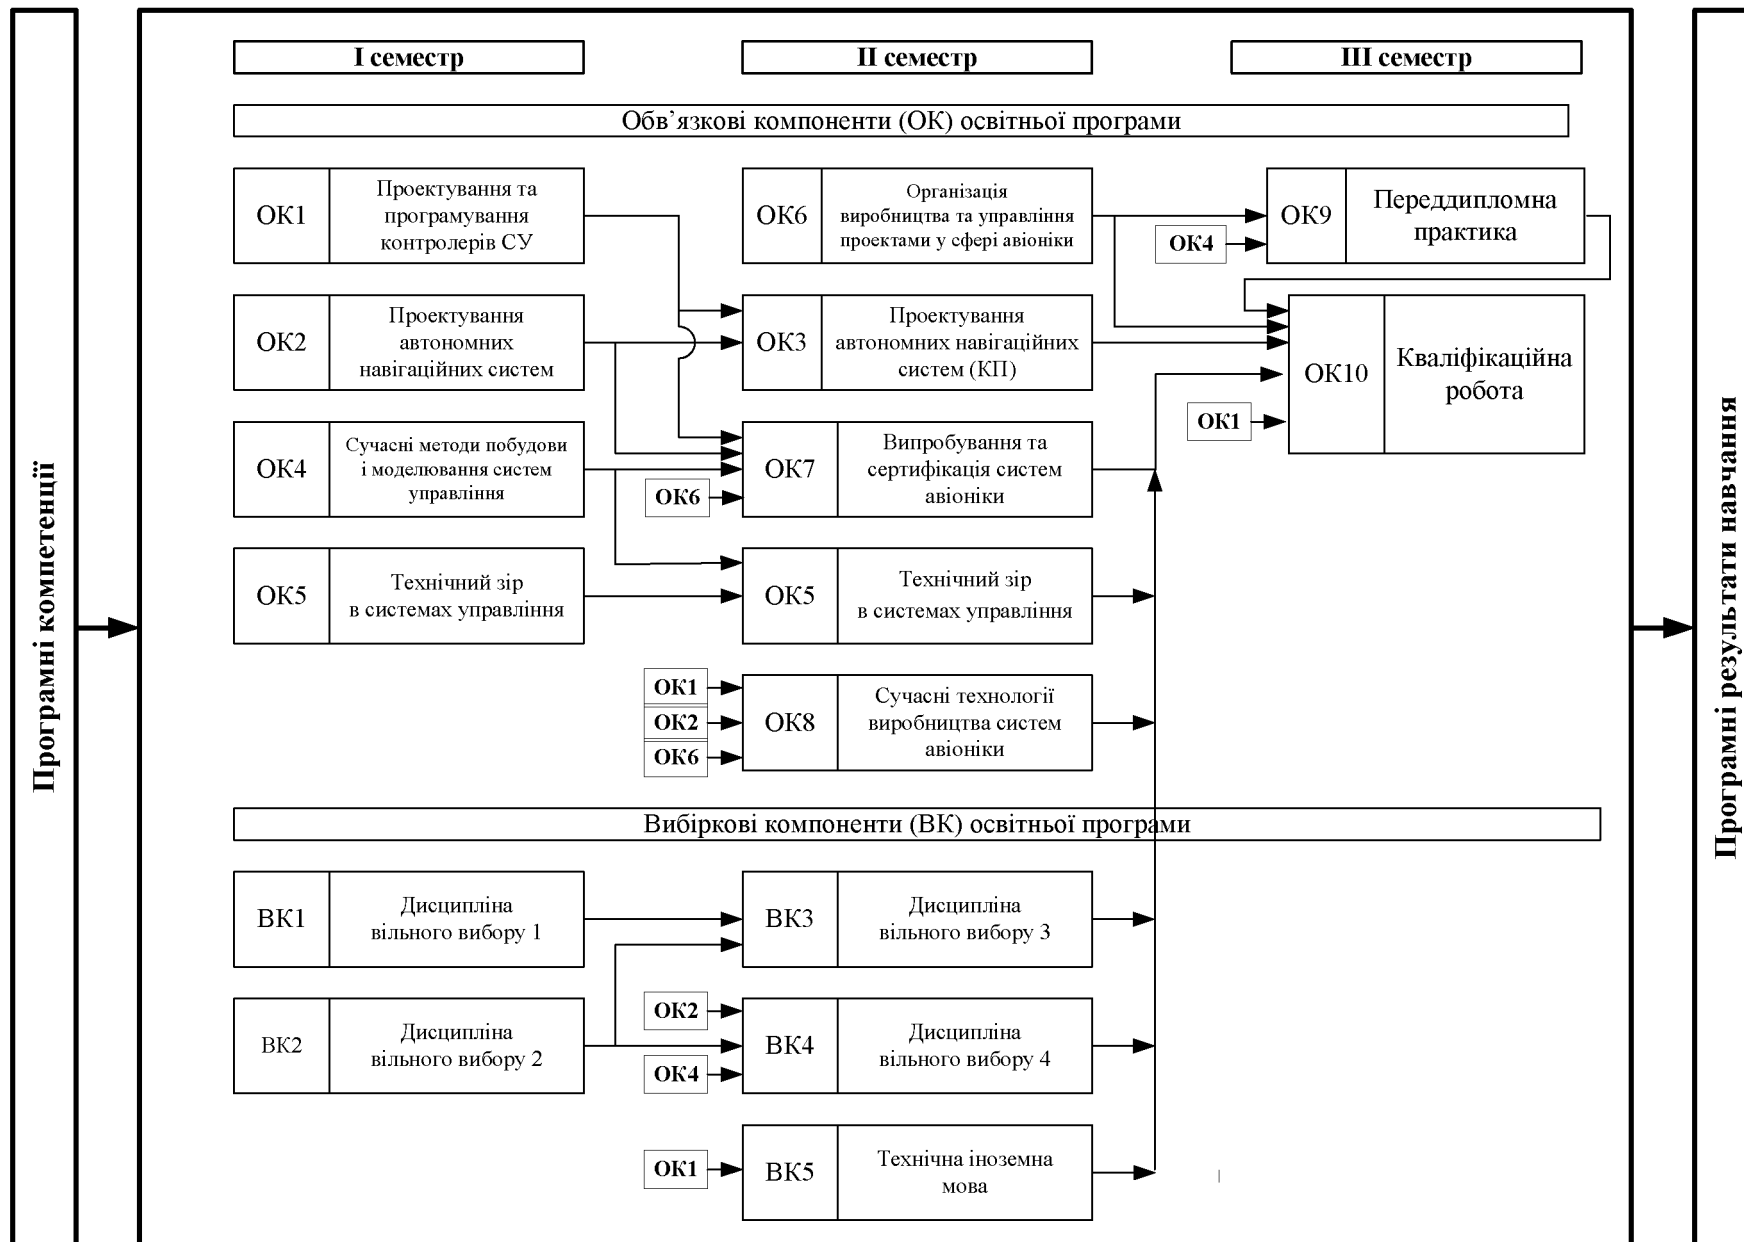 Програмні компетенції
I семестр
II семестр
III семестр
Обв’язкові компоненти (ОК) освітньої програми
ОК1
Проектування та
програмування
контролерів СУ
ОК6
Організація
виробництва та управління
проектами у сфері авіоніки
ОК4
ОК9
Переддипломна
практика
ОК2
Проектування
автономних
навігаційних систем
ОК3
Проектування
автономних навігаційних
систем (КП)
ОК10
Кваліфікаційна
робота
ОК1
ОК4
Сучасні методи побудови
і моделювання систем
управління
ОК6
ОК7
Випробування та
сертифікація систем
авіоніки
ОК5
Технічний зір
в системах управління
ОК5
Технічний зір
в системах управління
ОК1
ОК2
ОК6
ОК8
Сучасні технології
виробництва систем
авіоніки
Вибіркові компоненти (ВК) освітньої програми
ВК1
Дисципліна
вільного вибору 1
ВК3
Дисципліна
вільного вибору 3
ВК2
Дисципліна
вільного вибору 2
ОК2
ОК4
ВК4
Дисципліна
вільного вибору 4
ОК1
ВК5
Технічна іноземна
мова
Програмні результати навчання